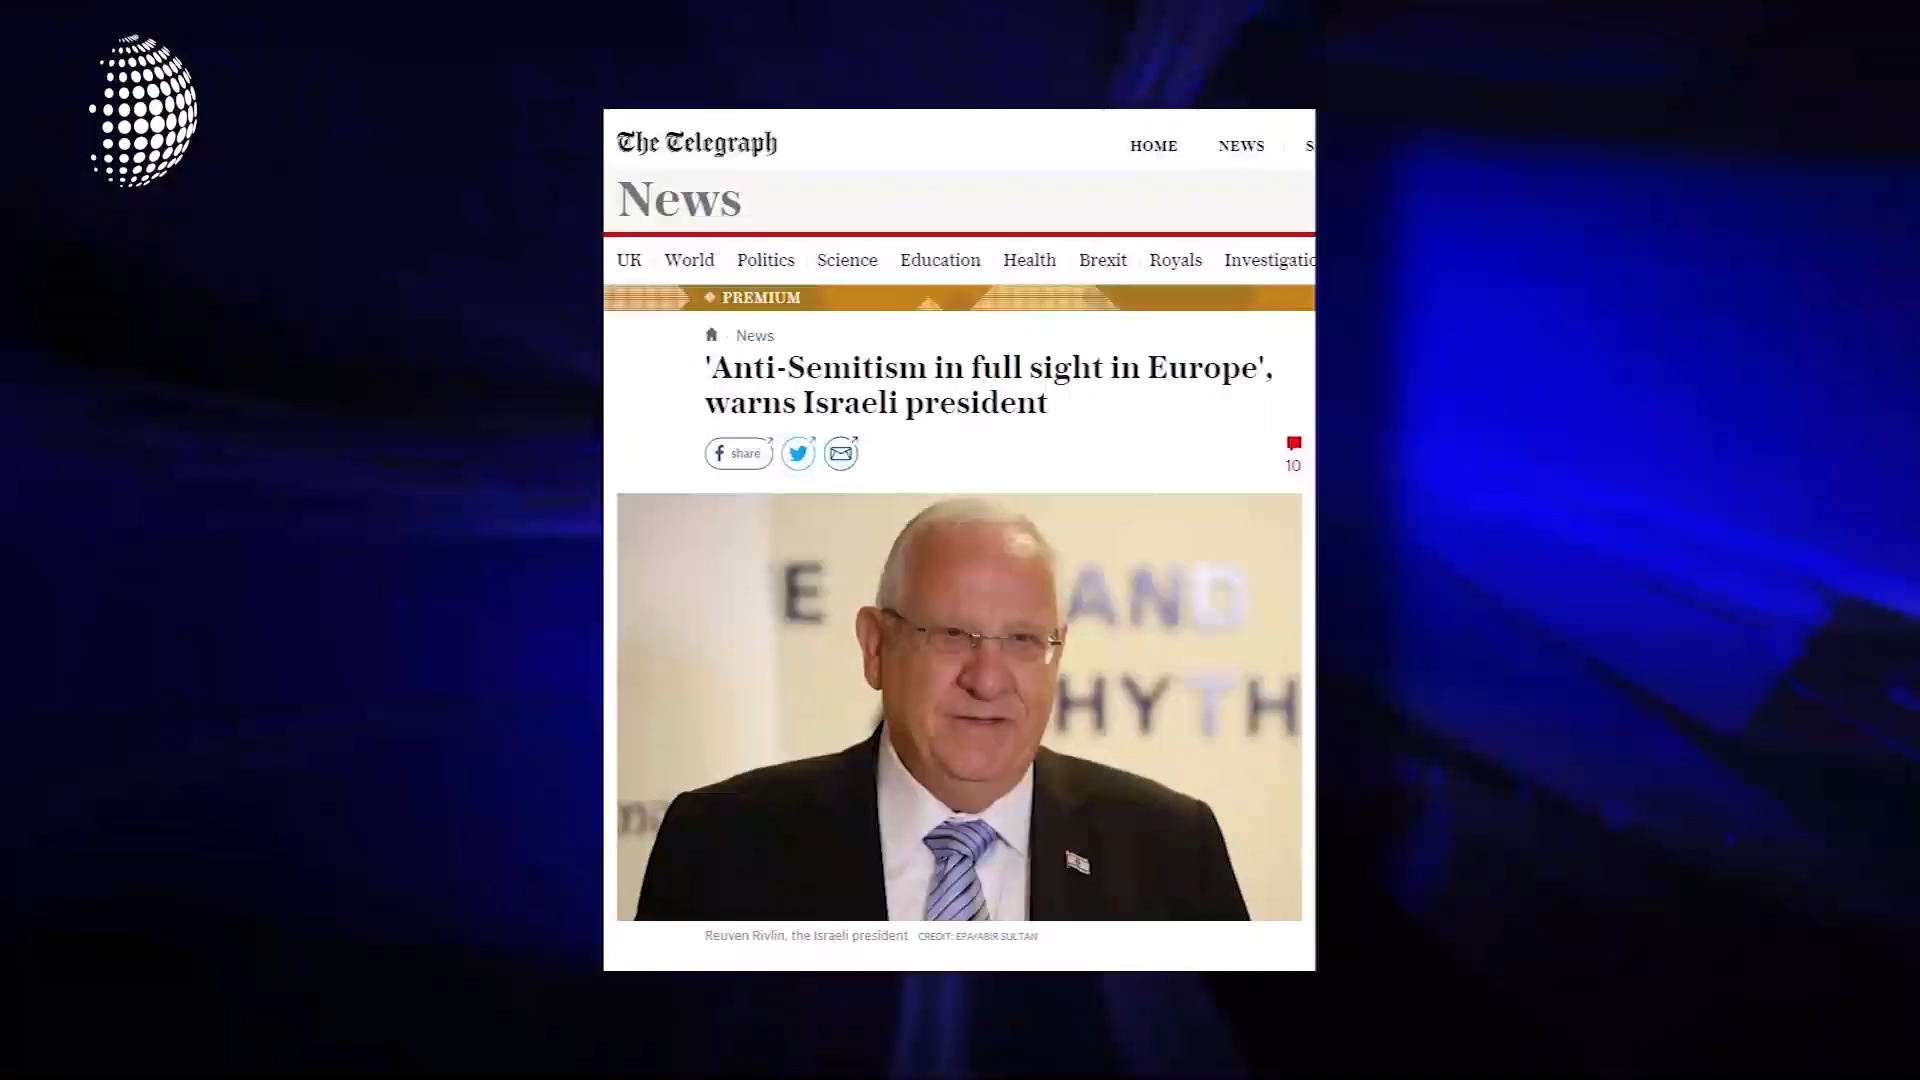 The Telegraph
HOME NEWS S
News
UK World Politics Science Education Health Brexit Royals Investigatio
PREMIUM
News
'Anti-Semitism in full sight in Europe',
warns Israeli president
share
10
E AND
HYTH
na
Reuven Rivlin, the Israeli president CREDIT: EPA/ABIR SULTAN